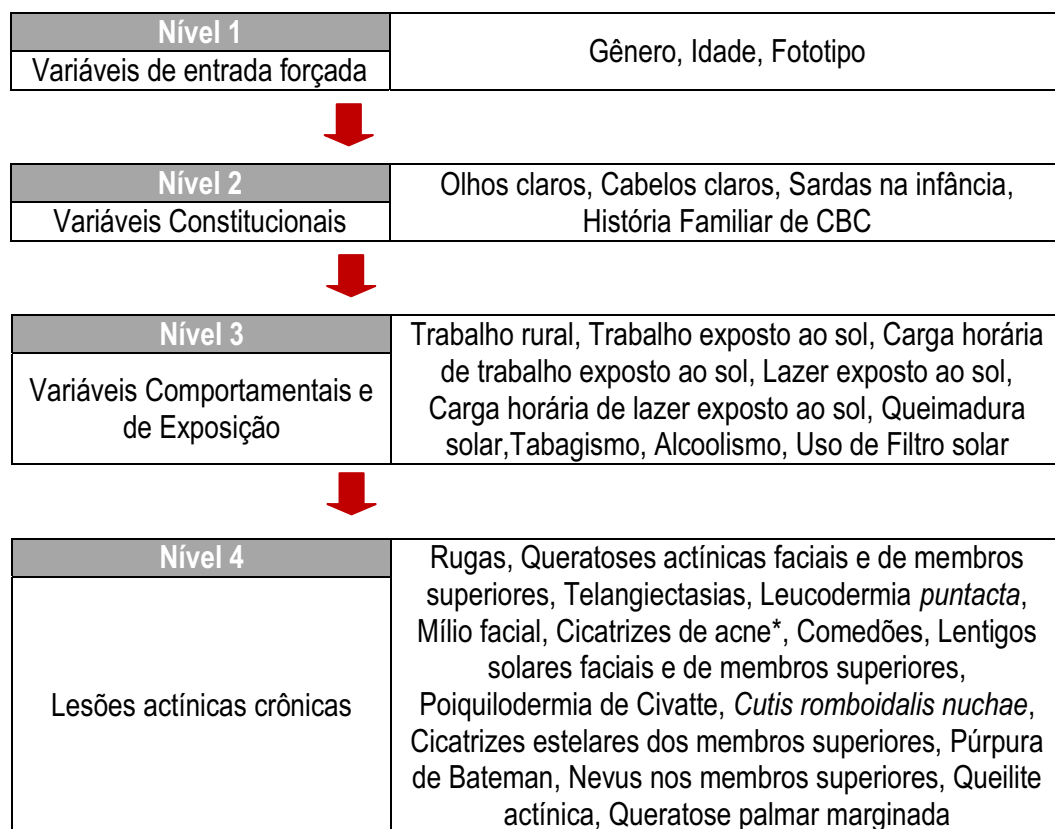 Nível 1
Variáveis de entrada forçada
Gênero, Idade, Fototipo
Nível 2
Variáveis Constitucionais
Olhos claros, Cabelos claros, Sardas na infância,
História Familiar de CBC
Nível 3
Variáveis Comportamentais e
de Exposição
Trabalho rural, Trabalho exposto ao sol, Carga horária
de trabalho exposto ao sol, Lazer exposto ao sol,
Carga horária de lazer exposto ao sol, Queimadura
solar,Tabagismo, Alcoolismo, Uso de Filtro solar
Nível 4
Lesões actínicas crônicas
Rugas, Queratoses actínicas faciais e de membros
superiores, Telangiectasias, Leucodermia puntacta,
Mílio facial, Cicatrizes de acne*, Comedões, Lentigos
solares faciais e de membros superiores,
Poiquilodermia de Civatte, Cutis romboidalis nuchae,
Cicatrizes estelares dos membros superiores, Púrpura
de Bateman, Nevus nos membros superiores, Queilite
actínica, Queratose palmar marginada